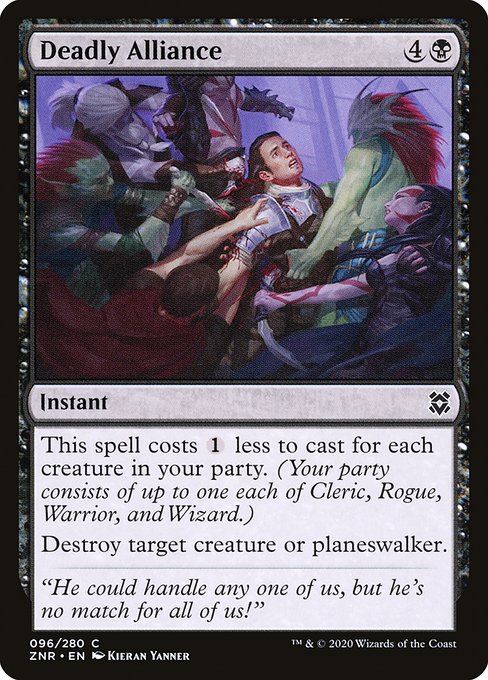 Deadly Alliance 4
Instant
This spell costs 1 less to cast for each
creature in your party. (Your party
consists of up to one each of Cleric, Rogue,
Warrior, and Wizard.)
Destroy target creature or planeswalker.
“He could handle any one of us, but he’s
no match for all of us!”
096/280 C
ZNR • EN Kieran Yanner
™ & © 2020 Wizards of the Coast